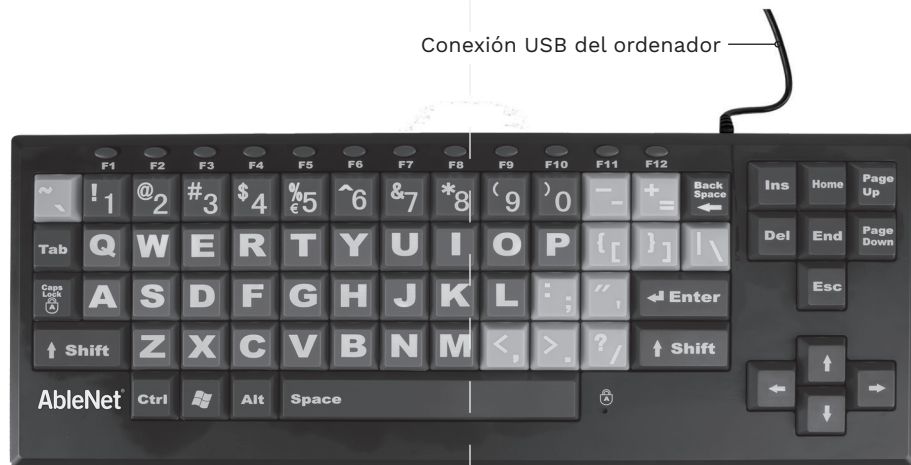 Conexión USB del ordenador
F1 F2 F3 F4 F5 F6 F7 F8 F9 F10 F11 F12
~ ` ! 1 @ 2 # 3 $ 4 % € 5 ^ 6 & 7 * 8 ( 9 ) 0 _ - + = Back Space Ins Home Page Up
Tab Q W E R T Y U I O P { [ } ] | \ Del End Page Down
Caps Lock A A S D F G H J K L : ; " , Enter Esc
Shift Z X C V B N M < , > . ? / Shift
AbleNet Ctrl Alt Space A